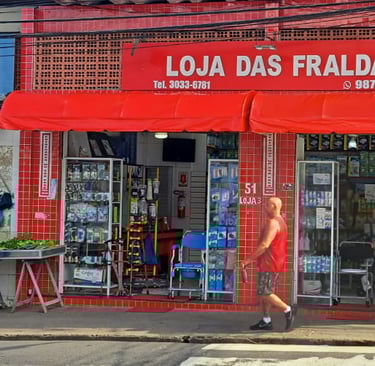 LOJA DAS FRALDA
Tel. 3033-6761
987
51
LOJA 3